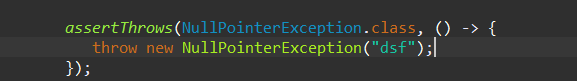 assertThrows(NullPointerException.class, () -> {
throw new NullPointerException("dsf");
});